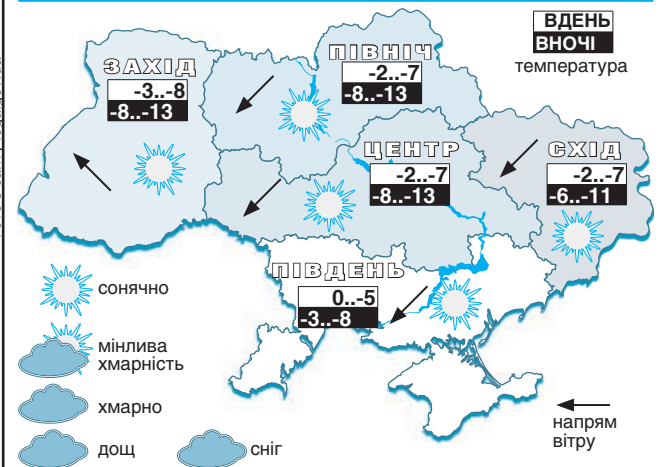 ВДЕНЬ
ВНОЧІ
температура
ПІВНІЧ
-2..-7
-8..-13
ЗАХІД
-3..-8
-8..-13
ЦЕНТР
-2..-7
-8..-13
СХІД
-2..-7
-6..-11
ПІВДЕНЬ
0..-5
-3..-8
сонячно
мінлива
хмарність
хмарно
дощ
сніг
напрям
вітру